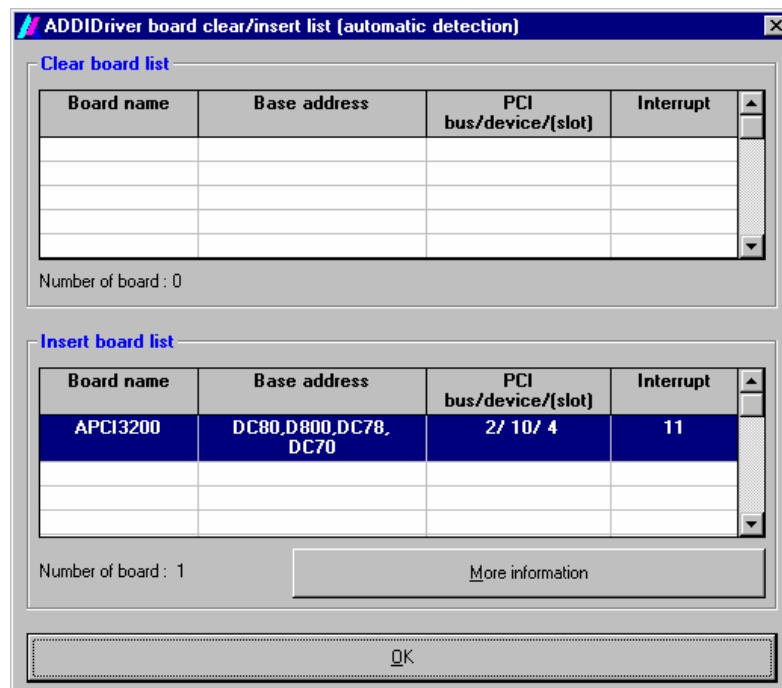 ADDIDriver board clear/insert list (automatic detection)
Clear board list
Board name Base address PCI Interrupt
bus/device/(slot)
Number of board : 0
Insert board list
Board name Base address PCI Interrupt
bus/device/(slot)
APCI3200 DC80,D800,DC78, 2/ 10/ 4 11
DC70
Number of board : 1 More information
OK